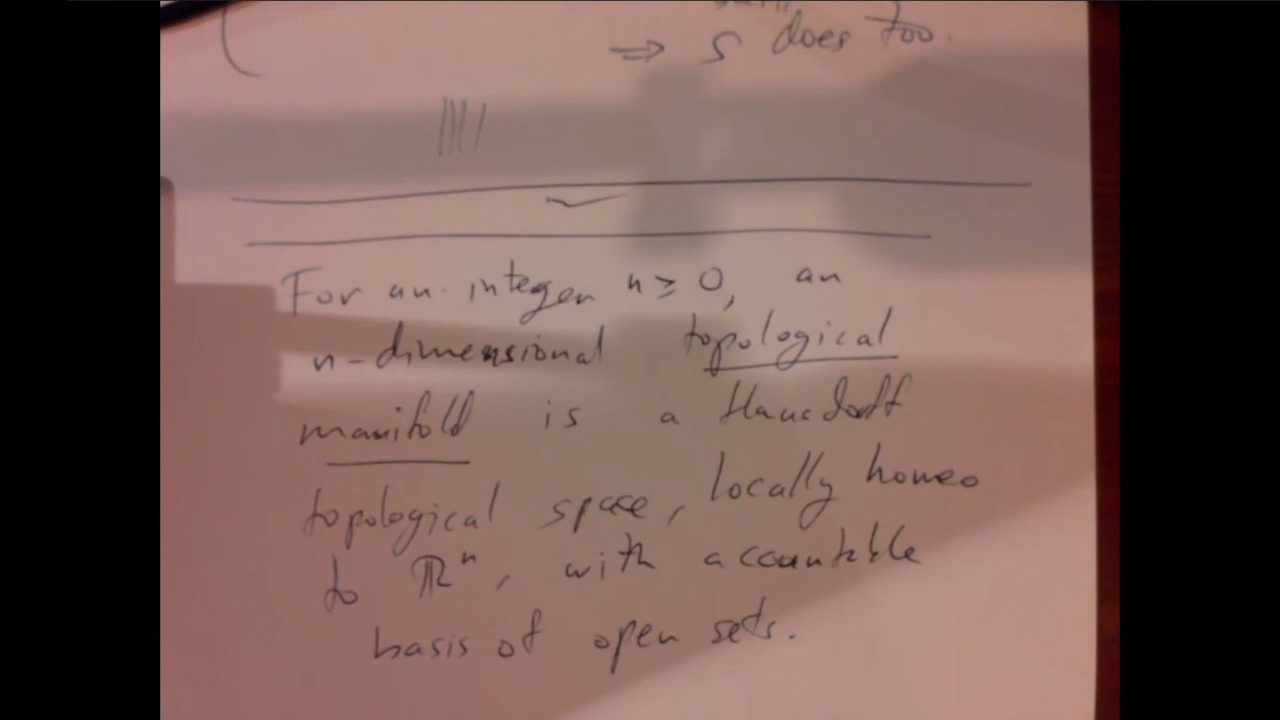 ⇒ S does too.
For an integer n ≥ 0, an
n-dimensional topological
manifold is a Hausdorff
topological space, locally homeo
to ℝⁿ, with a countable
basis of open sets.